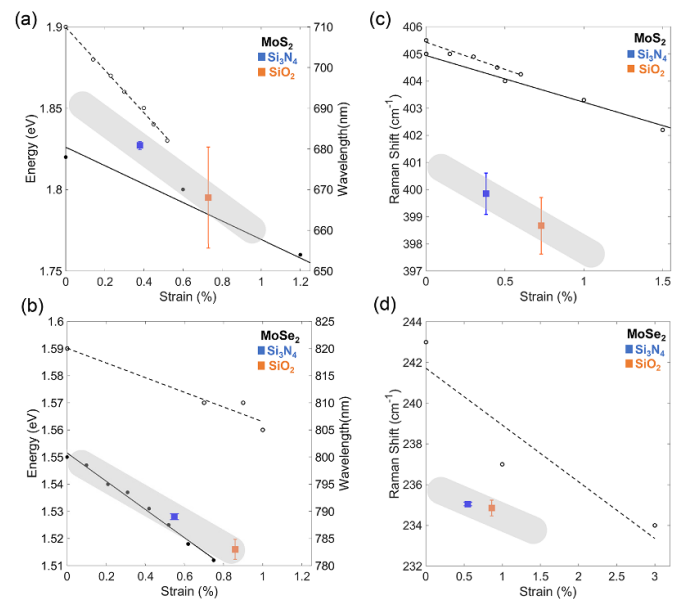 (a)
1.9
1.8
1.75
Energy (eV)
0
0.2
0.4
0.6
0.8
1
1.2
Strain (%)
710
700
690
680
670
660
650
Wavelength(nm)
MoS2
Si3N4
SiO2
(c)
406
405
404
403
402
401
400
399
398
397
Raman Shift (cm-1)
0
0.5
1
1.5
Strain (%)
MoS2
Si3N4
SiO2
(b)
1.6
1.59
1.58
1.57
1.56
1.55
1.54
1.53
1.52
1.51
Energy (eV)
0
0.2
0.4
0.6
0.8
1
Strain (%)
820
825
815
810
805
800
795
790
785
780
Wavelength(nm)
MoSe2
Si3N4
SiO2
(d)
243
242
241
240
239
238
237
236
235
234
243
Raman Shift (cm-1)
0
0.5
1
1.5
2
2.5
3
Strain (%)
MoSe2
Si3N4
SiO2